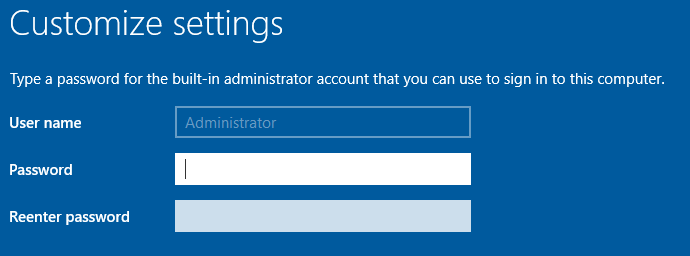 Customize settings
Type a password for the built-in administrator account that you can use to sign in to this computer.
User name Administrator
Password
Reenter password